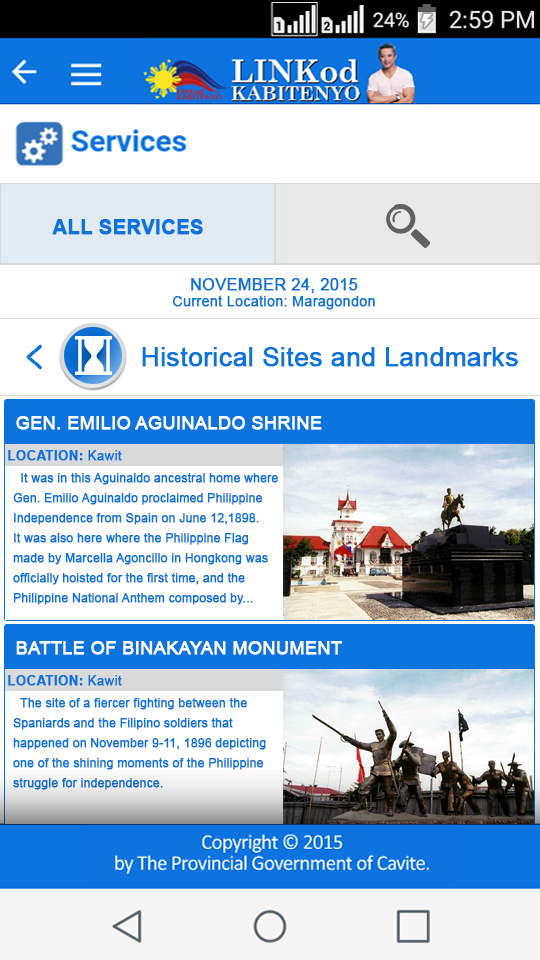 1
2
24%
2:59 PM
LINKod
KABITENYO
Services
ALL SERVICES
NOVEMBER 24, 2015
Current Location: Maragondon
Historical Sites and Landmarks
GEN. EMILIO AGUINALDO SHRINE
LOCATION: Kawit
It was in this Aguinaldo ancestral home where
Gen. Emilio Aguinaldo proclaimed Philippine
Independence from Spain on June 12,1898.
It was also here where the Philippine Flag
made by Marcella Agoncillo in Hongkong was
officially hoisted for the first time, and the
Philippine National Anthem composed by...
BATTLE OF BINAKAYAN MONUMENT
LOCATION: Kawit
The site of a fiercer fighting between the
Spaniards and the Filipino soldiers that
happened on November 9-11, 1896 depicting
one of the shining moments of the Philippine
struggle for independence.
Copyright © 2015
by The Provincial Government of Cavite.